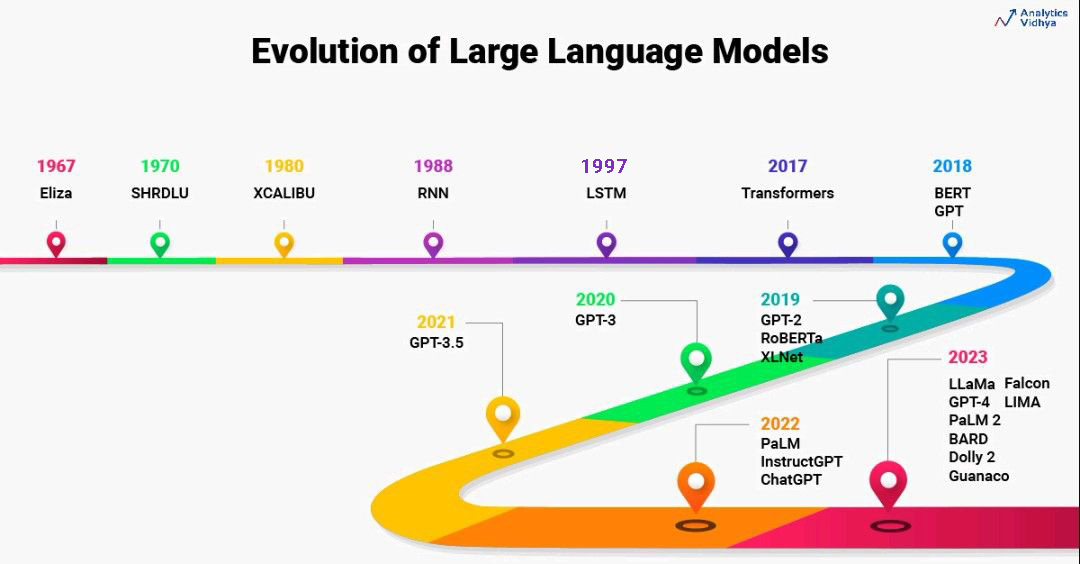 Analytics
Vidhya
Evolution of Large Language Models
1967
Eliza
1970
SHRDLU
1980
XCALIBU
1988
RNN
1997
LSTM
2017
Transformers
2018
BERT
GPT
2019
GPT-2
RoBERTa
XLNet
2020
GPT-3
2021
GPT-3.5
2022
PaLM
InstructGPT
ChatGPT
2023
LLaMa Falcon
GPT-4 LIMA
PaLM 2
BARD
Dolly 2
Guanaco